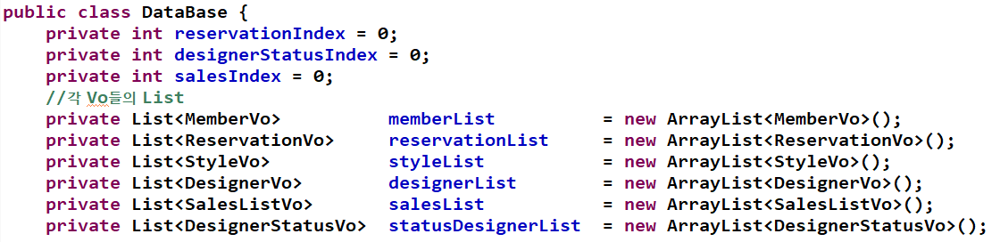 public class DataBase {
private int reservationIndex = 0;
private int designerStatusIndex = 0;
private int salesIndex = 0;
//각 Vo들의 List
private List<MemberVo> memberList = new ArrayList<MemberVo>();
private List<ReservationVo> reservationList = new ArrayList<ReservationVo>();
private List<StyleVo> styleList = new ArrayList<StyleVo>();
private List<DesignerVo> designerList = new ArrayList<DesignerVo>();
private List<SalesListVo> salesList = new ArrayList<SalesListVo>();
private List<DesignerStatusVo> statusDesignerList = new ArrayList<DesignerStatusVo>();